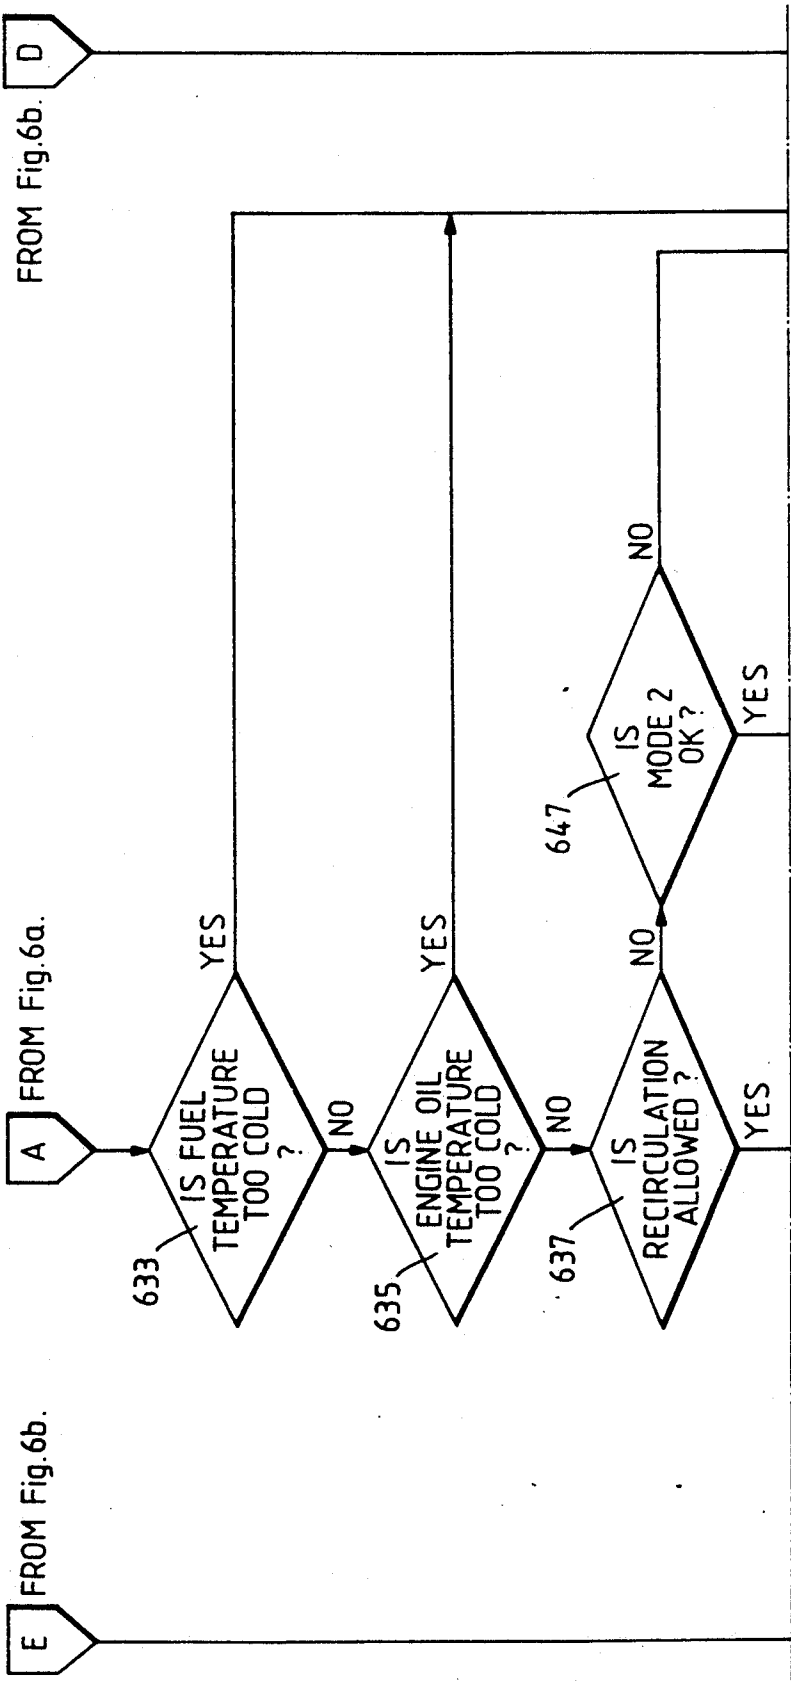 E
FROM Fig.6b.
A
FROM Fig.6a.
D
FROM Fig.6b.
633
IS FUEL
TEMPERATURE
TOO COLD
?
YES
NO
635
IS
ENGINE OIL
TEMPERATURE
TOO COLD
?
YES
NO
637
IS
RECIRCULATION
ALLOWED ?
NO
YES
647
IS
MODE 2
OK ?
NO
YES